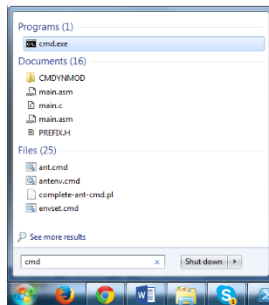 Programs (1)
cmd.exe
Documents (16)
CMDYNMOD
main.asm
main.c
main.asm
PREFIX.H
Files (25)
ant.cmd
antenv.cmd
complete-ant-cmd.pl
envset.cmd
See more results
cmd × Shut down